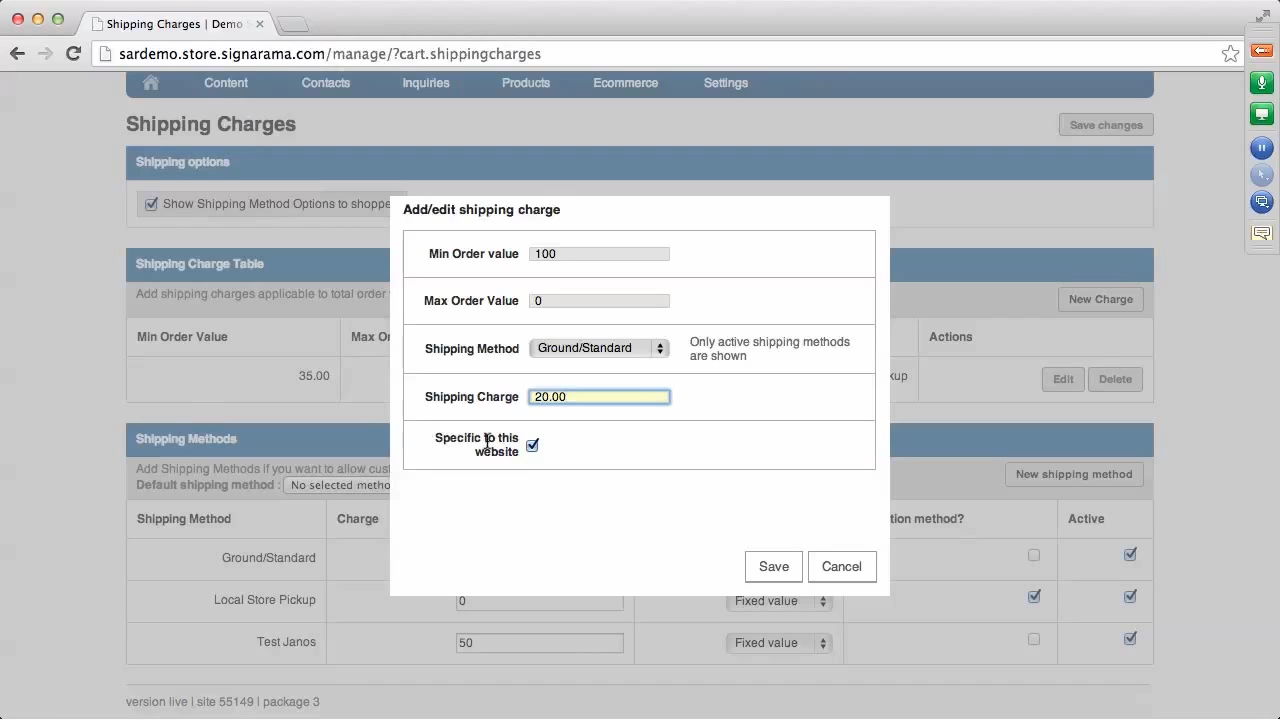 Shipping Charges | Demo
sardemo.store.signarama.com/manage/?cart.shippingcharges
Content Contacts Inquiries Products Ecommerce Settings
Shipping Charges
Save changes
Shipping options
Show Shipping Method Options to shoppe
Shipping Charge Table
Add shipping charges applicable to total order
New Charge
Min Order Value Max Or Actions
35.00 kup Edit Delete
Add/edit shipping charge
Min Order value 100
Max Order Value 0
Shipping Method Ground/Standard Only active shipping methods
are shown
Shipping Charge 20.00
Specific to this
website
Save Cancel
Shipping Methods
Add Shipping Methods if you want to allow cust
Default shipping method : No selected metho
New shipping method
Shipping Method Charge tion method? Active
Ground/Standard
Local Store Pickup 0 Fixed value
Test Janos 50 Fixed value
version live | site 55149 | package 3